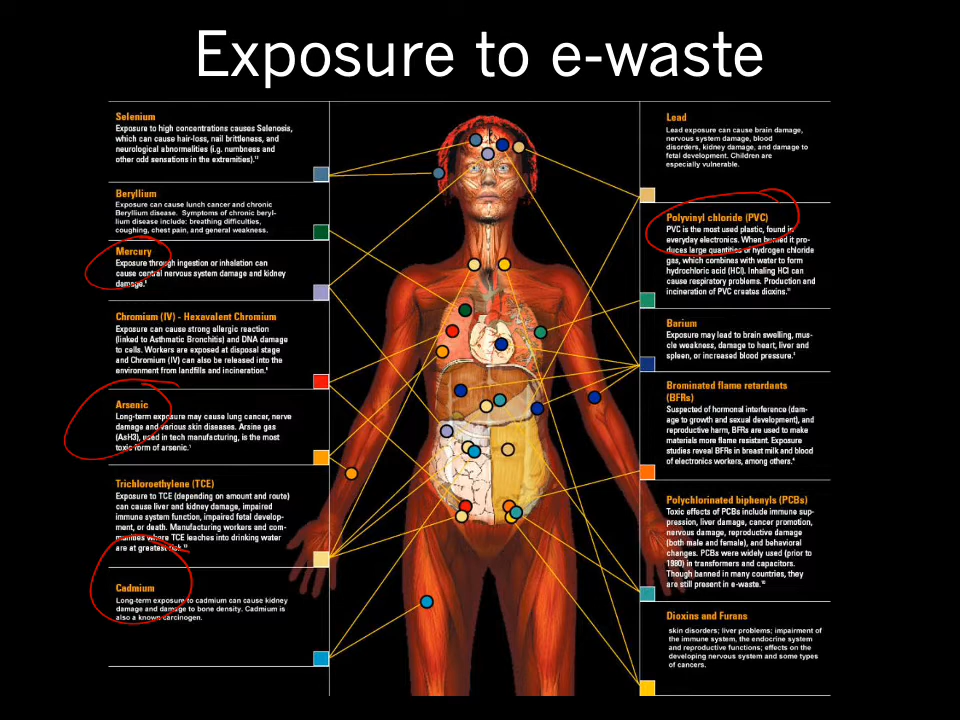 Exposure to e-waste
Selenium
Exposure to high concentrations causes Selenosis,
which can cause hair-loss, nail brittleness, and
neurological abnormalities (i.g. numbness and
other odd sensations in the extremities).¹³
Beryllium
Exposure can cause lunch cancer and chronic
Beryllium disease. Symptoms of chronic beryl-
lium disease include: breathing difficulties,
coughing, chest pain, and general weakness.
Mercury
Exposure through ingestion or inhalation can
cause central nervous system damage and kidney
damage.⁹
Chromium (IV) - Hexavalent Chromium
Exposure can cause strong allergic reaction
(linked to Asthmatic Bronchitis) and DNA damage
to cells. Workers are exposed at disposal stage
and Chromium (IV) can also be released into the
environment from landfills and incineration.⁸
Arsenic
Long-term exposure may cause lung cancer, nerve
damage and various skin diseases. Arsine gas
(AsH3), used in tech manufacturing, is the most
toxic form of arsenic.¹
Trichloroethylene (TCE)
Exposure to TCE (depending on amount and route)
can cause liver and kidney damage, impaired
immune system function, impaired fetal develop-
ment, or death. Manufacturing workers and com-
munities where TCE leaches into drinking water
are at greatest risk.
Cadmium
Long-term exposure to cadmium can cause kidney
damage and damage to bone density. Cadmium is
also a known carcinogen.
Lead
Lead exposure can cause brain damage,
nervous system damage, blood
disorders, kidney damage, and damage to
fetal development. Children are
especially vulnerable.
Polyvinyl chloride (PVC)
PVC is the most used plastic, found in
everyday electronics. When burned it pro-
duces large quantities of hydrogen chloride
gas, which combines with water to form
hydrochloric acid (HCl). Inhaling HCl can
cause respiratory problems. Production and
incineration of PVC creates dioxins.¹¹
Barium
Exposure may lead to brain swelling, mus-
cle weakness, damage to heart, liver and
spleen, or increased blood pressure.³
Brominated flame retardants
(BFRs)
Suspected of hormonal interference (dam-
age to growth and sexual development), and
reproductive harm, BFRs are used to make
materials more flame resistant. Exposure
studies reveal BFRs in breast milk and blood
of electronics workers, among others.⁴
Polychlorinated biphenyls (PCBs)
Toxic effects of PCBs include immune sup-
pression, liver damage, cancer promotion,
nervous damage, reproductive damage
(both male and female), and behavioral
changes. PCBs were widely used (prior to
1980) in transformers and capacitors.
Though banned in many countries, they
are still present in e-waste.¹⁰
Dioxins and Furans
skin disorders; liver problems; impairment of
the immune system, the endocrine system
and reproductive functions; effects on the
developing nervous system and some types
of cancers.